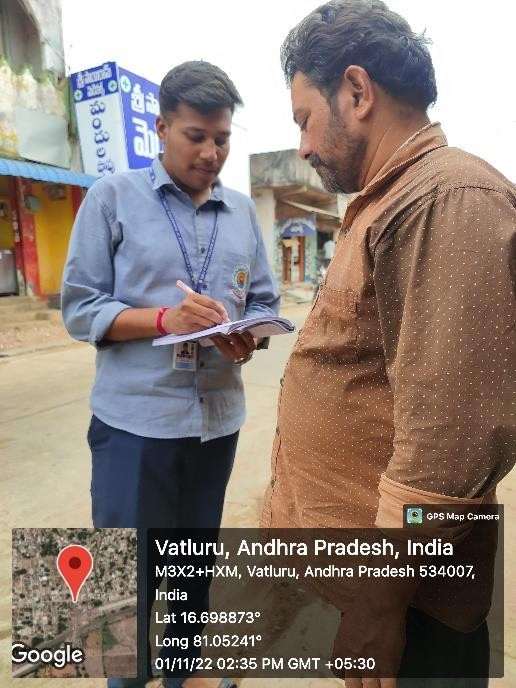 శ్రీ సాయిరామ్
GPS Map Camera
Vatluru, Andhra Pradesh, India
M3X2+HXM, Vatluru, Andhra Pradesh 534007,
India
Lat 16.698873°
Long 81.05241°
01/11/22 02:35 PM GMT +05:30
Google